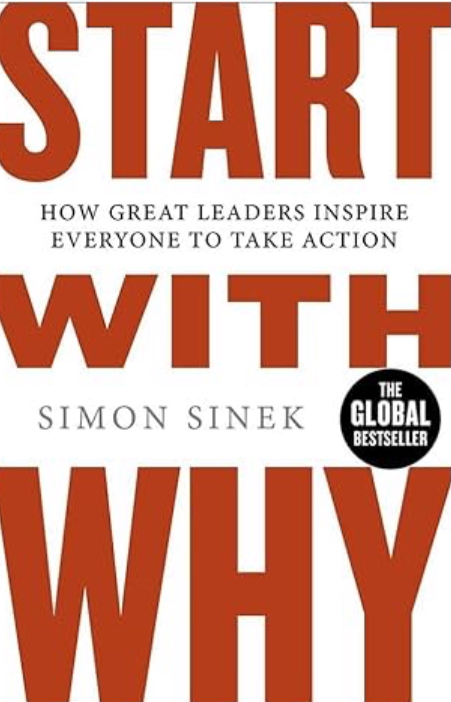 START
HOW GREAT LEADERS INSPIRE
EVERYONE TO TAKE ACTION
WITH
SIMON SINEK
THE
GLOBAL
BESTSELLER
WHY